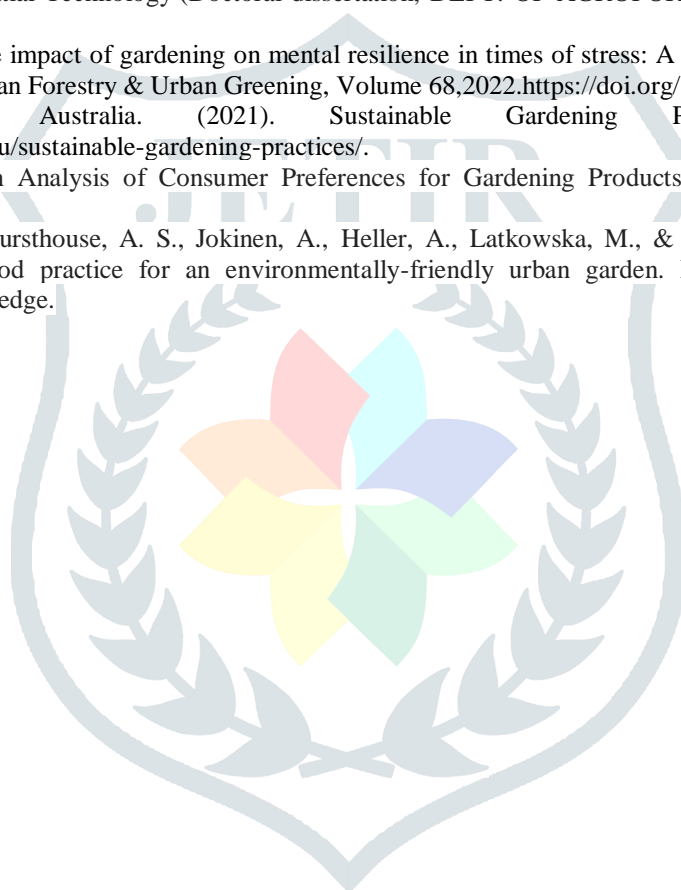 Technology (Doctoral dissertation, DEPT. OF
impact of gardening on mental resilience in times of stress: A
an Forestry & Urban Greening, Volume 68,2022.https://doi.org/
Australia. (2021). Sustainable Gardening P
u/sustainable-gardening-practices/.
JETIR
n Analysis of Consumer Preferences for Gardening Products
ursthouse, A. S., Jokinen, A., Heller, A., Latkowska, M., &
od practice for an environmentally-friendly urban garden.
edge.